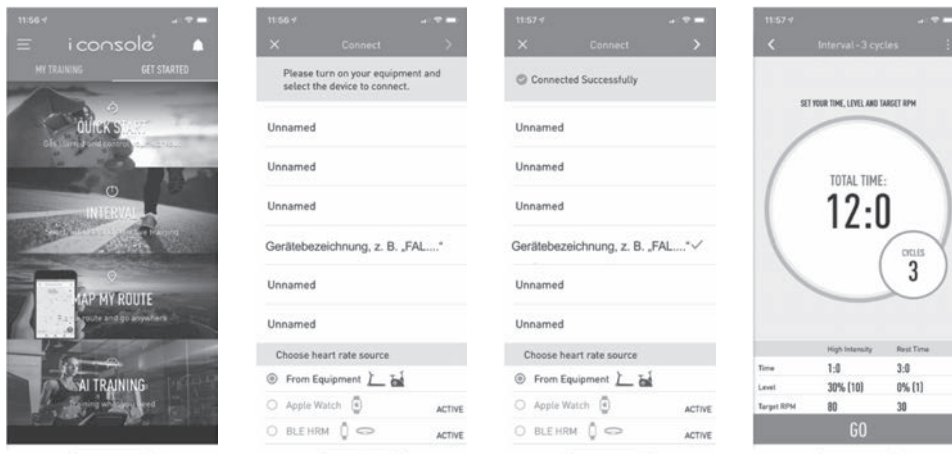 11:56
i console+
MY TRAINING
GET STARTED
QUICK START
INTERVAL
MAP MY ROUTE
AI TRAINING
11:56
Connect
Please turn on your equipment and
select the device to connect.
Unnamed
Unnamed
Unnamed
Gerätebezeichnung, z. B. „FAL....“
Unnamed
Unnamed
Choose heart rate source
From Equipment
Apple Watch
ACTIVE
BLE HRM
ACTIVE
11:57
Connect
Connected Successfully
Unnamed
Unnamed
Unnamed
Gerätebezeichnung, z. B. „FAL....“
Unnamed
Unnamed
Choose heart rate source
From Equipment
Apple Watch
ACTIVE
BLE HRM
ACTIVE
11:57
Interval - 3 cycles
SET YOUR TIME, LEVEL AND TARGET RPM
TOTAL TIME:
12:0
CYCLES
3
High Intensity Rest Time
Time 1:0 3:0
Level 30% (10) 0% (1)
Target RPM 80 30
GO